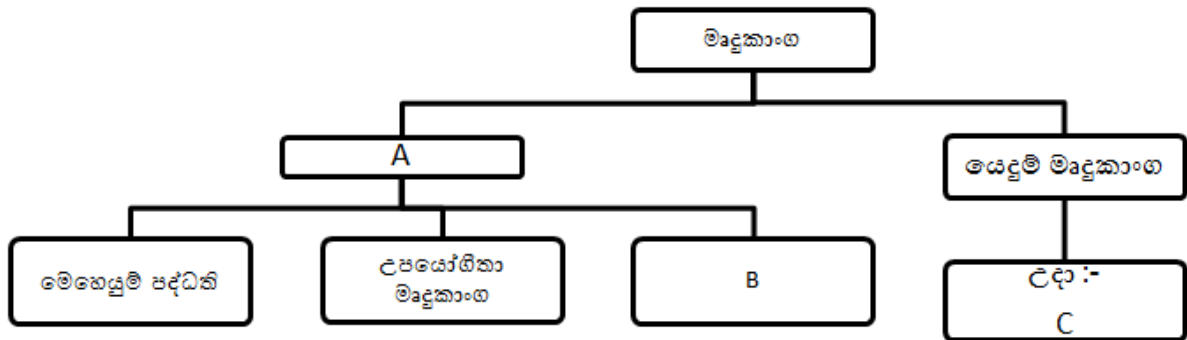 මෘදුකාංග
A
යෙදුම් මෘදුකාංග
මෙහෙයුම් පද්ධති
උපයෝගීතා
මෘදුකාංග
B
උදා :-
C